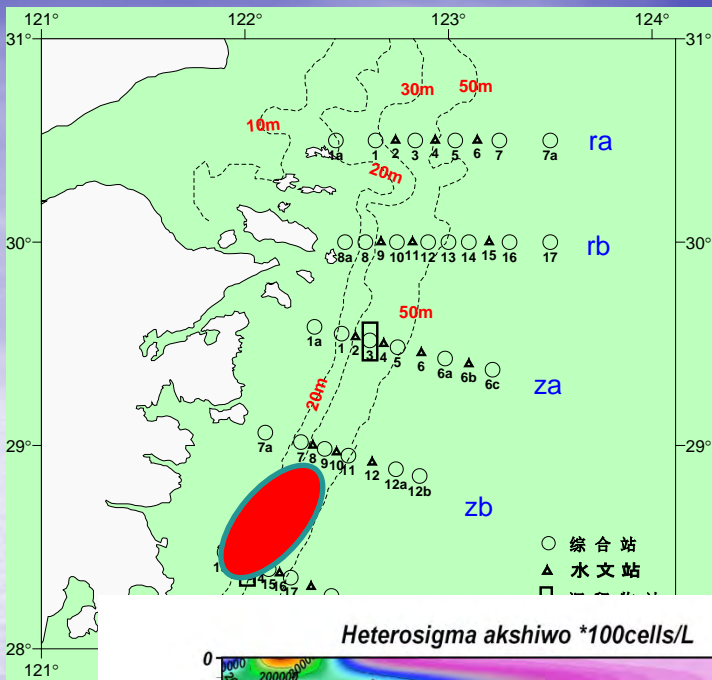 121° 122° 123° 124°
31° 31°
30m 50m
10m
1a 1 2 3 4 5 6 7 7a ra
20m
30° 30°
8a 8 9 10 11 12 13 14 15 16 17 rb
50m
1a 1 2 3 4 5 6 6a 6b 6c
za
20m
29° 29°
7a 7 8 9 10 11 12 12a 12b
zb
综合站
水文站
15 16 17
28° 28°
121°
Heterosigma akshiwo *100cells/L
0
200000